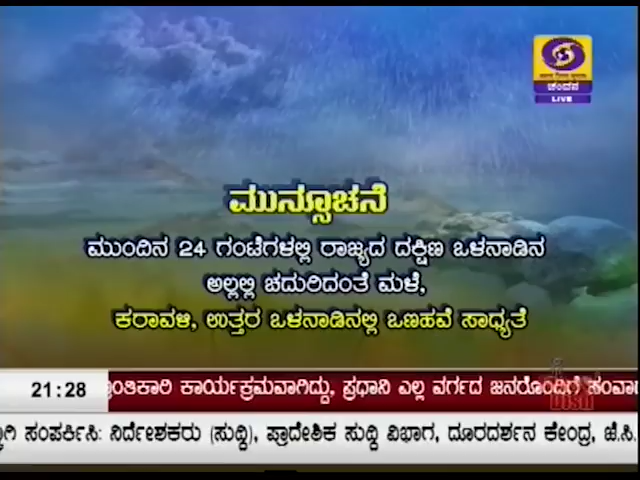 ಚಂದನ
LIVE
ಮುನ್ಸೂಚನೆ
ಮುಂದಿನ 24 ಗಂಟೆಗಳಲ್ಲಿ ರಾಜ್ಯದ ದಕ್ಷಿಣ ಒಳನಾಡಿನ
ಅಲ್ಲಲ್ಲಿ ಚದುರಿದಂತೆ ಮಳೆ,
ಕರಾವಳಿ, ಉತ್ತರ ಒಳನಾಡಿನಲ್ಲಿ ಒಣಹವೆ ಸಾಧ್ಯತೆ
21:28 ಕ್ರಾಂತಿಕಾರಿ ಕಾರ್ಯಕ್ರಮವಾಗಿದ್ದು, ಪ್ರಧಾನಿ ಎಲ್ಲ ವರ್ಗದ ಜನರೊಂದಿಗೆ ಸಂವಾದ
ಸಂಪರ್ಕಿಸಿ: ನಿರ್ದೇಶಕರು (ಸುದ್ದಿ), ಪ್ರಾದೇಶಿಕ ಸುದ್ದಿ ವಿಭಾಗ, ದೂರದರ್ಶನ ಕೇಂದ್ರ, ಜೆ.ಸಿ.